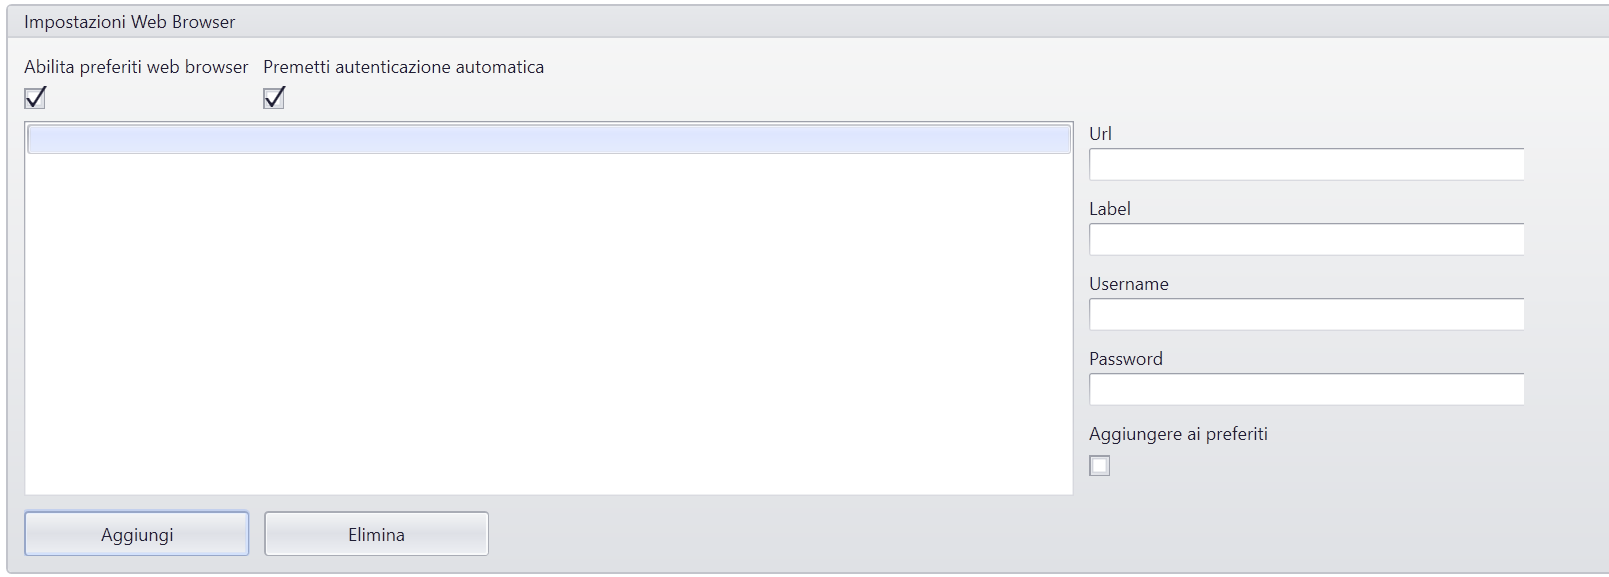 Impostazioni Web Browser
Abilita preferiti web browser Premetti autenticazione automatica
Url
Label
Username
Password
Aggiungere ai preferiti
Aggiungi Elimina